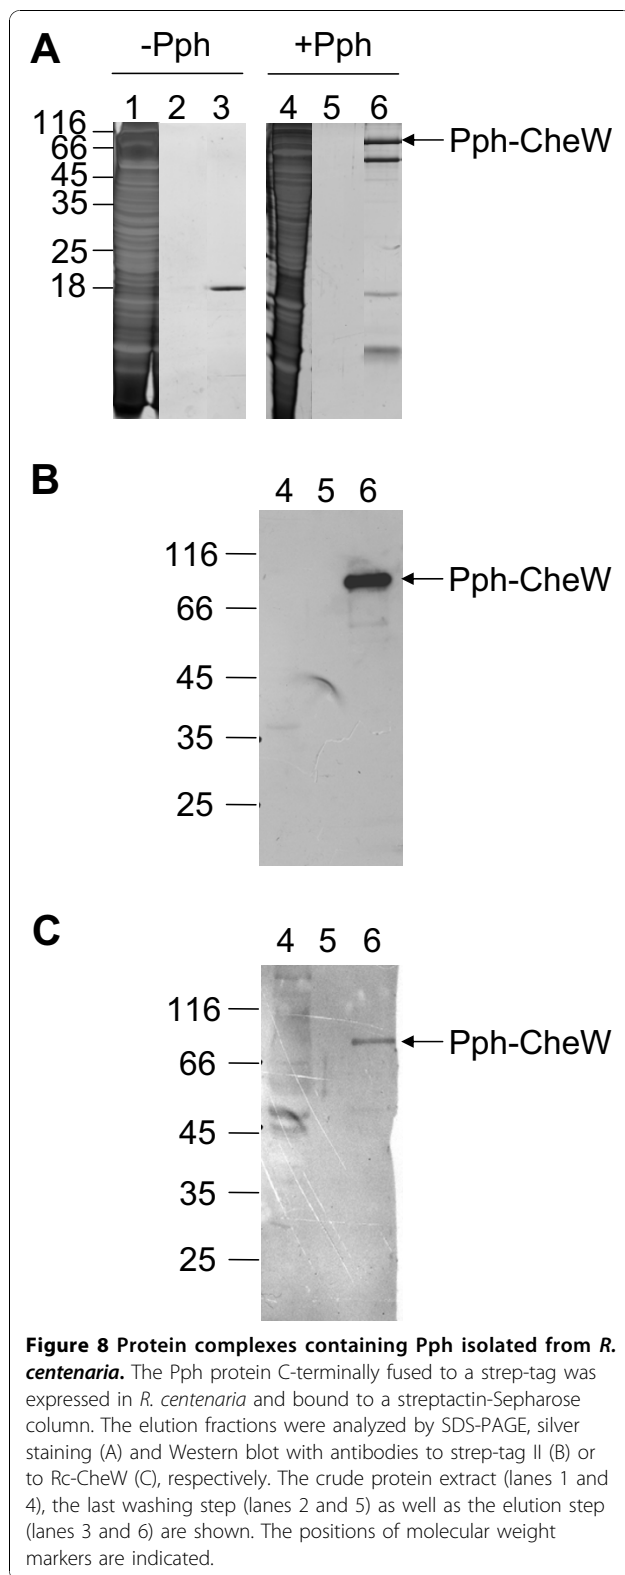 A
-Pph +Pph
1 2 3 4 5 6
116
66
45
35
25
18
Pph-CheW
B
4 5 6
116
66
45
35
25
Pph-CheW
C
4 5 6
116
66
45
35
25
Pph-CheW
Figure 8 Protein complexes containing Pph isolated from R.
centenaria. The Pph protein C-terminally fused to a strep-tag was
expressed in R. centenaria and bound to a streptactin-Sepharose
column. The elution fractions were analyzed by SDS-PAGE, silver
staining (A) and Western blot with antibodies to strep-tag II (B) or
to Rc-CheW (C), respectively. The crude protein extract (lanes 1 and
4), the last washing step (lanes 2 and 5) as well as the elution step
(lanes 3 and 6) are shown. The positions of molecular weight
markers are indicated.